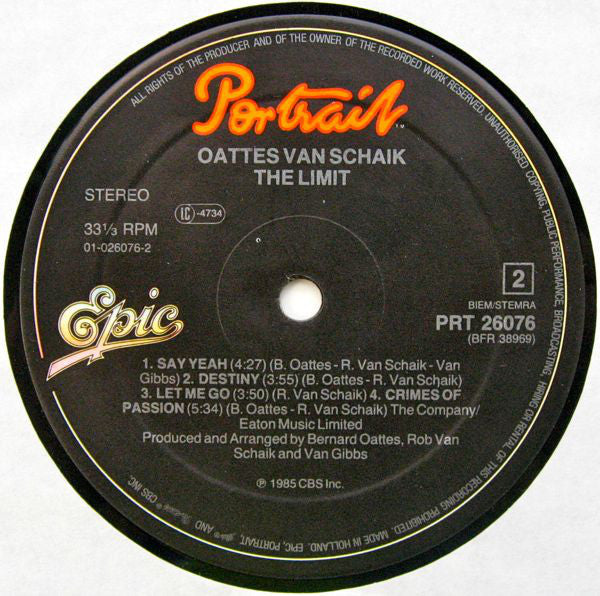 ALL RIGHTS OF THE PRODUCER AND OF THE OWNER OF THE RECORDED WORK RESERVED. UNAUTHORISED COPYING, PUBLIC PERFORMANCE, BROADCASTING, HIRING OR RENTAL OF THIS RECORDING PROHIBITED. MADE IN HOLLAND. EPIC, PORTRAIT,
AND
CBS INC.
Portrait
TM
OATTES VAN SCHAIK
THE LIMIT
STEREO
LC -4734
33⅓ RPM
01-026076-2
2
BIEM/STEMRA
Epic
PRT 26076
(BFR 38969)
1. SAY YEAH (4:27) (B. Oattes - R. Van Schaik - Van
Gibbs) 2. DESTINY (3:55) (B. Oattes - R. Van Schaik)
3. LET ME GO (3:50) (R. Van Schaik) 4. CRIMES OF
PASSION (5:34) (B. Oattes - R. Van Schaik) The Company/
Eaton Music Limited
Produced and Arranged by Bernard Oattes, Rob Van
Schaik and Van Gibbs
℗ 1985 CBS Inc.